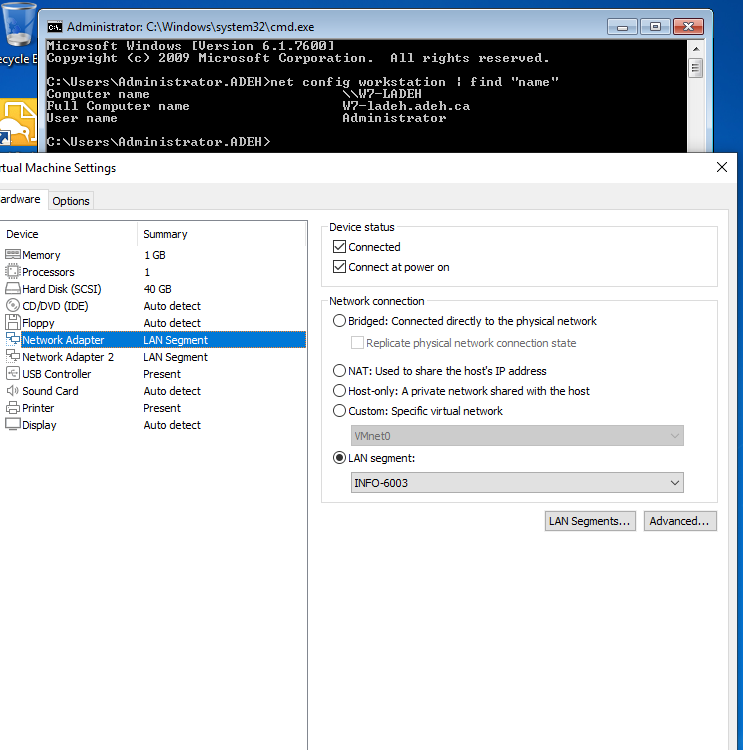 Administrator: C:\Windows\system32\cmd.exe
Microsoft Windows [Version 6.1.7600]
Copyright (c) 2009 Microsoft Corporation.  All rights reserved.
ecycle B
C:\Users\Administrator.ADEH>net config workstation | find "name"
Computer name                        \\W7-LADEH
Full Computer name                   W7-ladeh.adeh.ca
User name                            Administrator
C:\Users\Administrator.ADEH>
rtual Machine Settings
ardware Options
Device Summary
Memory 1 GB
Processors 1
Hard Disk (SCSI) 40 GB
CD/DVD (IDE) Auto detect
Floppy Auto detect
Network Adapter LAN Segment
Network Adapter 2 LAN Segment
USB Controller Present
Sound Card Auto detect
Printer Present
Display Auto detect
Device status
Connected
Connect at power on
Network connection
Bridged: Connected directly to the physical network
Replicate physical network connection state
NAT: Used to share the host's IP address
Host-only: A private network shared with the host
Custom: Specific virtual network
VMnet0
LAN segment:
INFO-6003
LAN Segments... Advanced...